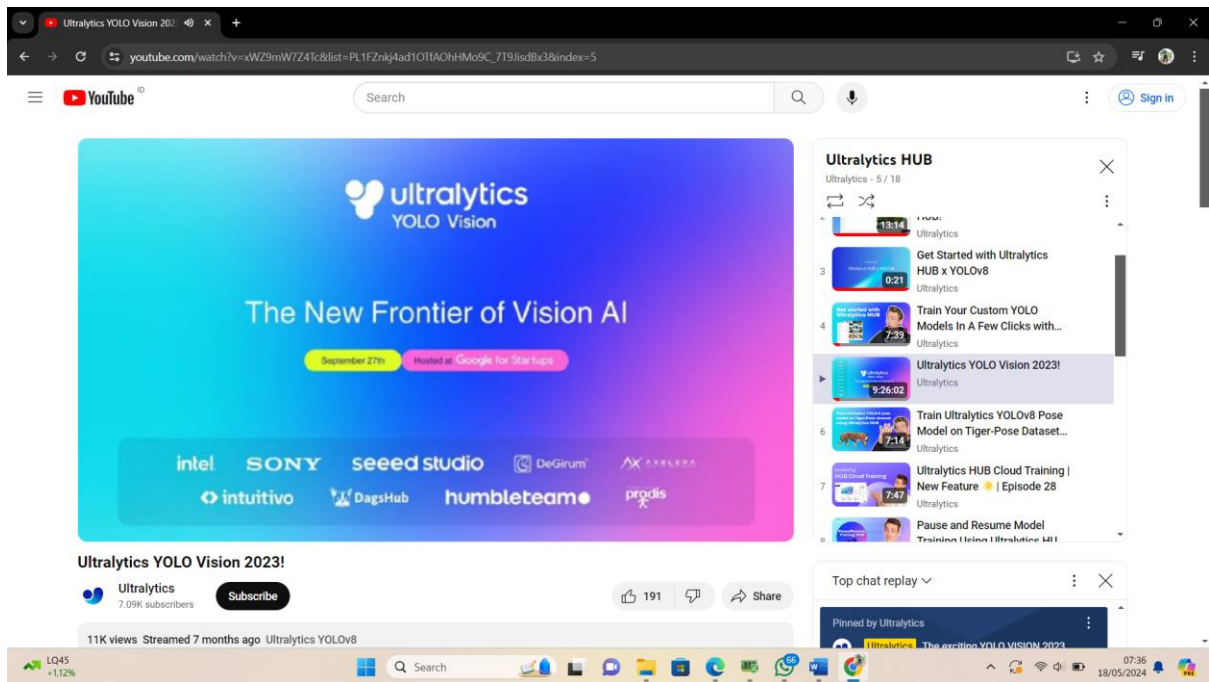 Ultralytics YOLO Vision 202
youtube.com/watch?v=xWZ9mW7Z4Tc&list=PL1FZnkj4ad1OTfAOhHMo9C_7T9JisdBx3&index=5
YouTube ID
Search
Sign in
ultralytics
YOLO Vision
The New Frontier of Vision AI
September 27th Hosted at Google for Startups
intel. SONY seeed studio DeGirum AXELERA
intuitivo DagsHub humbleteam prodis
Ultralytics YOLO Vision 2023!
Ultralytics
7.09K subscribers
Subscribe
191
Share
11K views Streamed 7 months ago Ultralytics YOLOv8
Ultralytics HUB
Ultralytics - 5 / 18
13:14
HUB!
Ultralytics
3
0:21
Get Started with Ultralytics
HUB x YOLOv8
Ultralytics
4
7:39
Train Your Custom YOLO
Models In A Few Clicks with...
Ultralytics
9:26:02
Ultralytics YOLO Vision 2023!
Ultralytics
6
7:14
Train Ultralytics YOLOv8 Pose
Model on Tiger-Pose Dataset...
Ultralytics
7
7:47
Ultralytics HUB Cloud Training |
New Feature 🌟 | Episode 28
Ultralytics
Pause and Resume Model
Training Using Ultralytics HU
Top chat replay
Pinned by Ultralytics
Ultralytics The exciting YOLO VISION 2023
LQ45
+1,12%
Search
66
07:36
18/05/2024